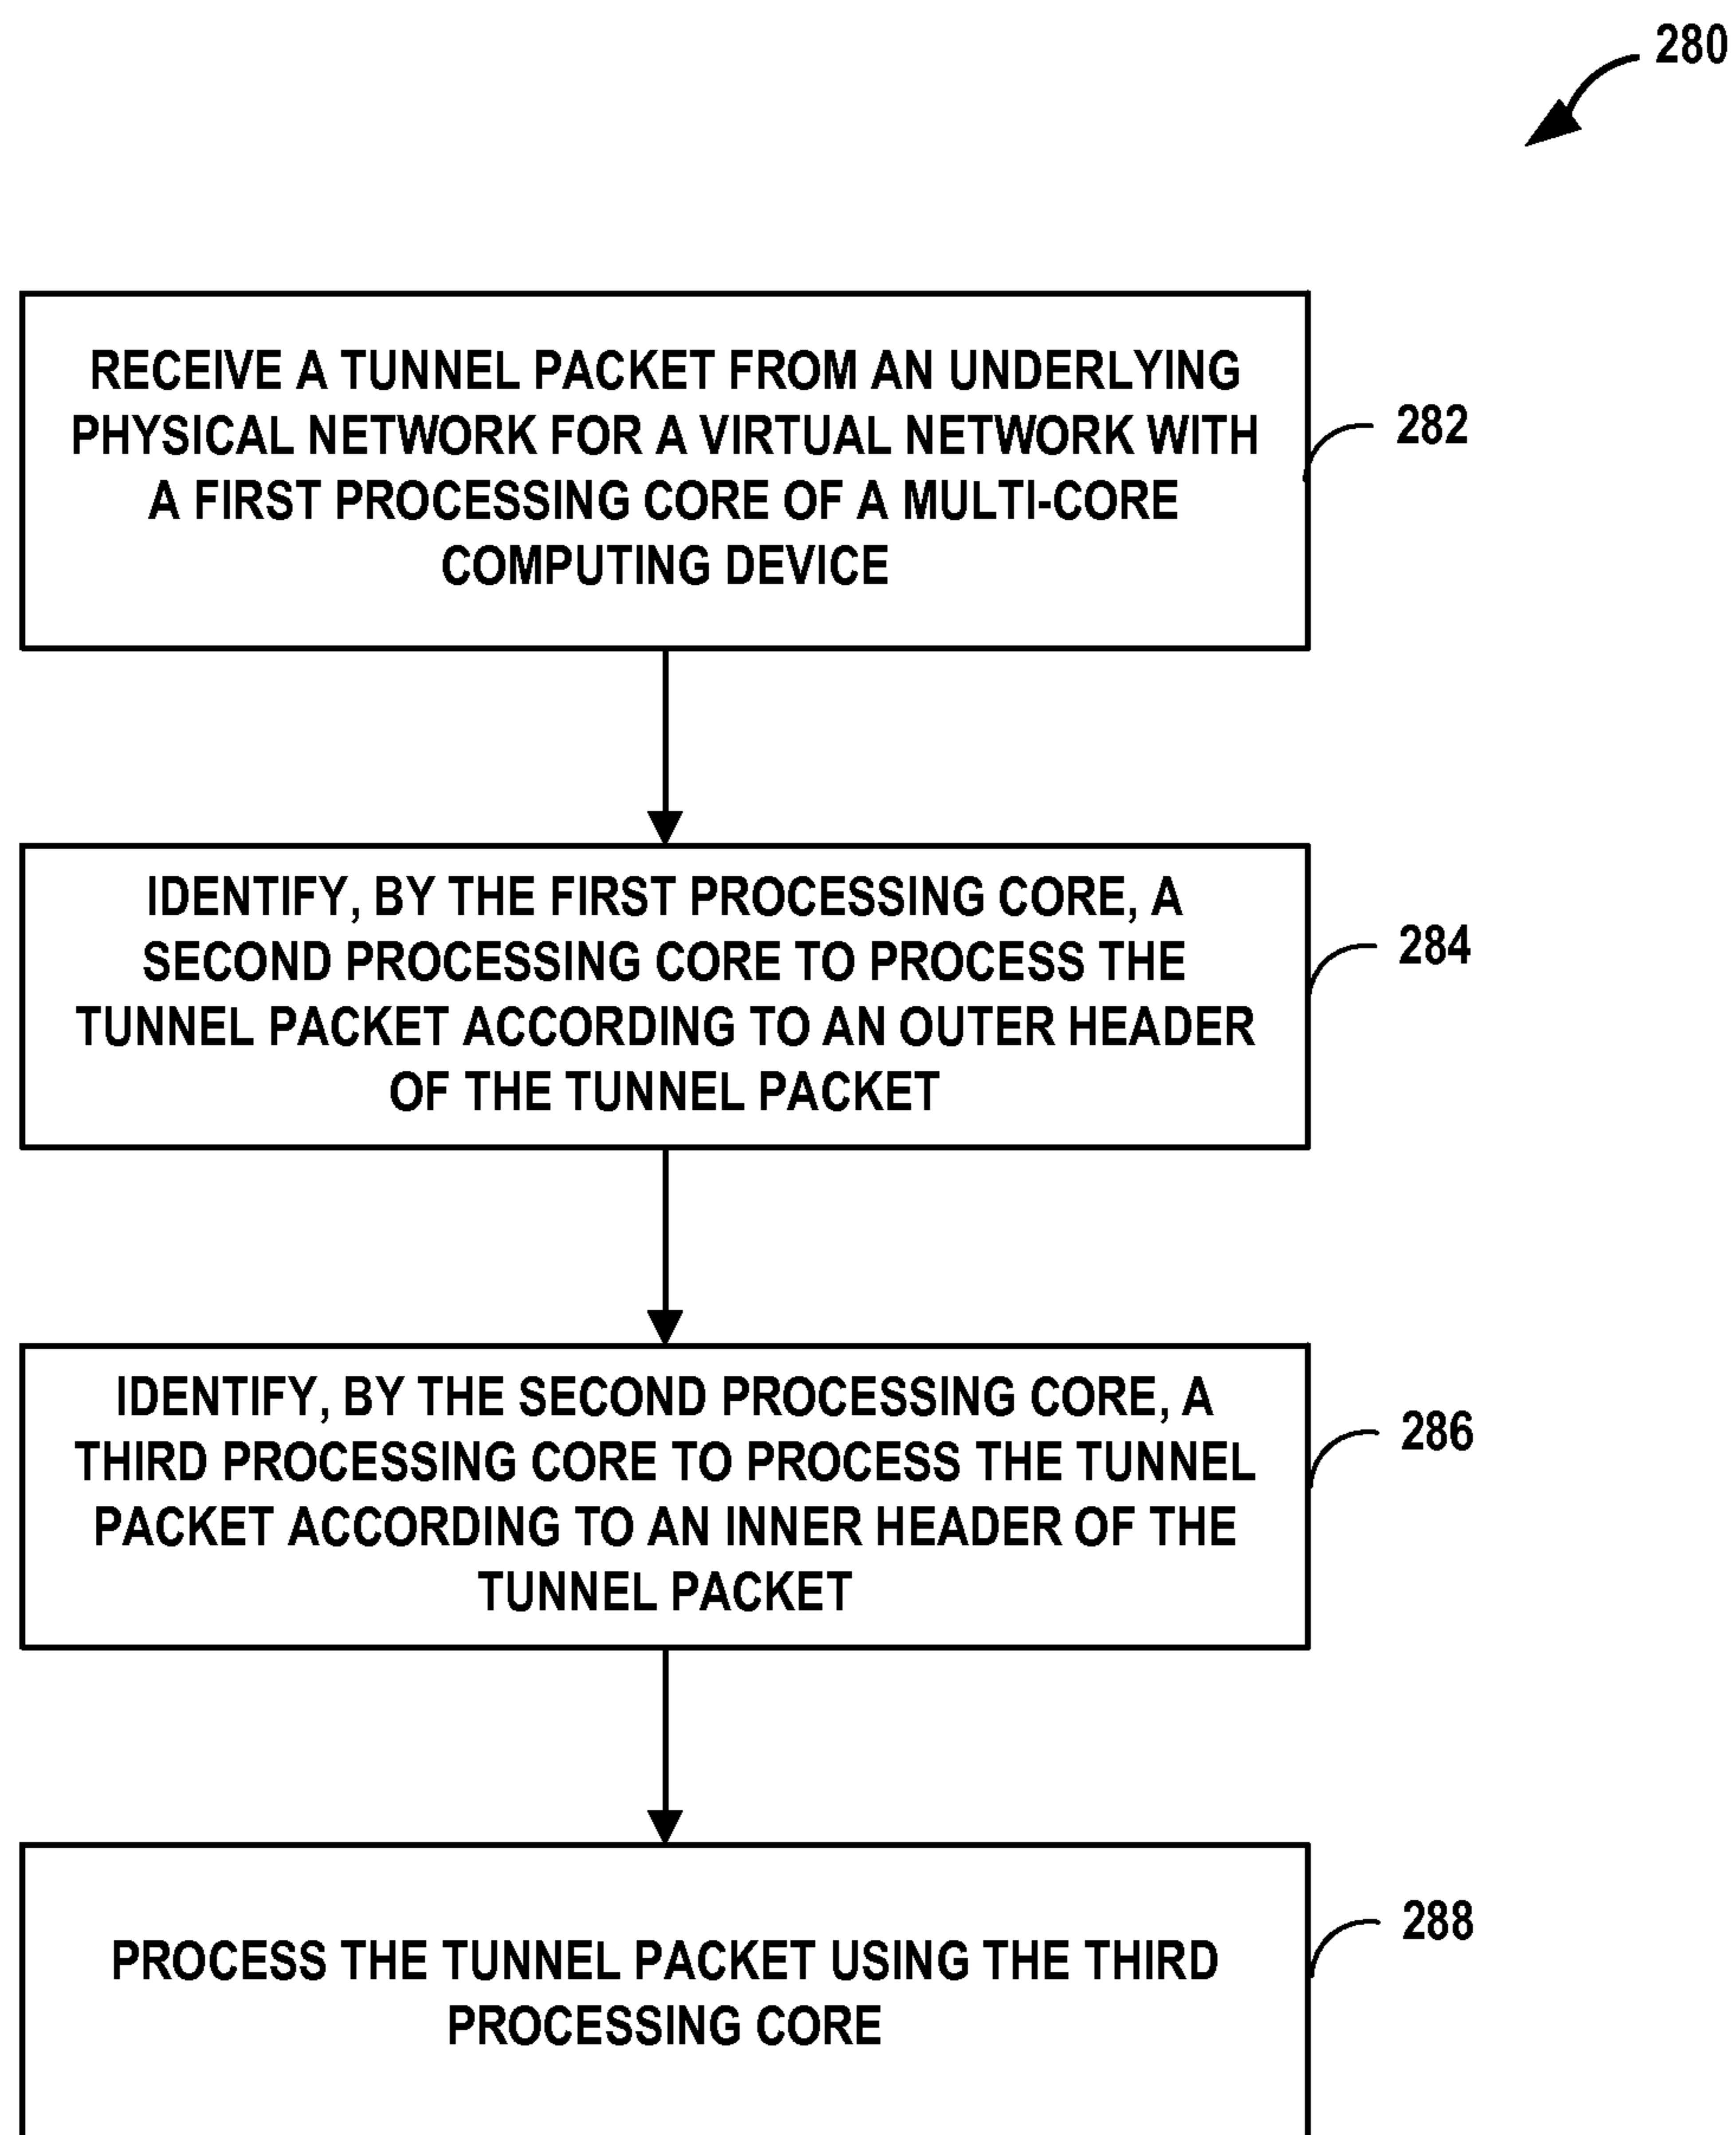 280
RECEIVE A TUNNEL PACKET FROM AN UNDERLYING
PHYSICAL NETWORK FOR A VIRTUAL NETWORK WITH
A FIRST PROCESSING CORE OF A MULTI-CORE
COMPUTING DEVICE
282
IDENTIFY, BY THE FIRST PROCESSING CORE, A
SECOND PROCESSING CORE TO PROCESS THE
TUNNEL PACKET ACCORDING TO AN OUTER HEADER
OF THE TUNNEL PACKET
284
IDENTIFY, BY THE SECOND PROCESSING CORE, A
THIRD PROCESSING CORE TO PROCESS THE TUNNEL
PACKET ACCORDING TO AN INNER HEADER OF THE
TUNNEL PACKET
286
PROCESS THE TUNNEL PACKET USING THE THIRD
PROCESSING CORE
288